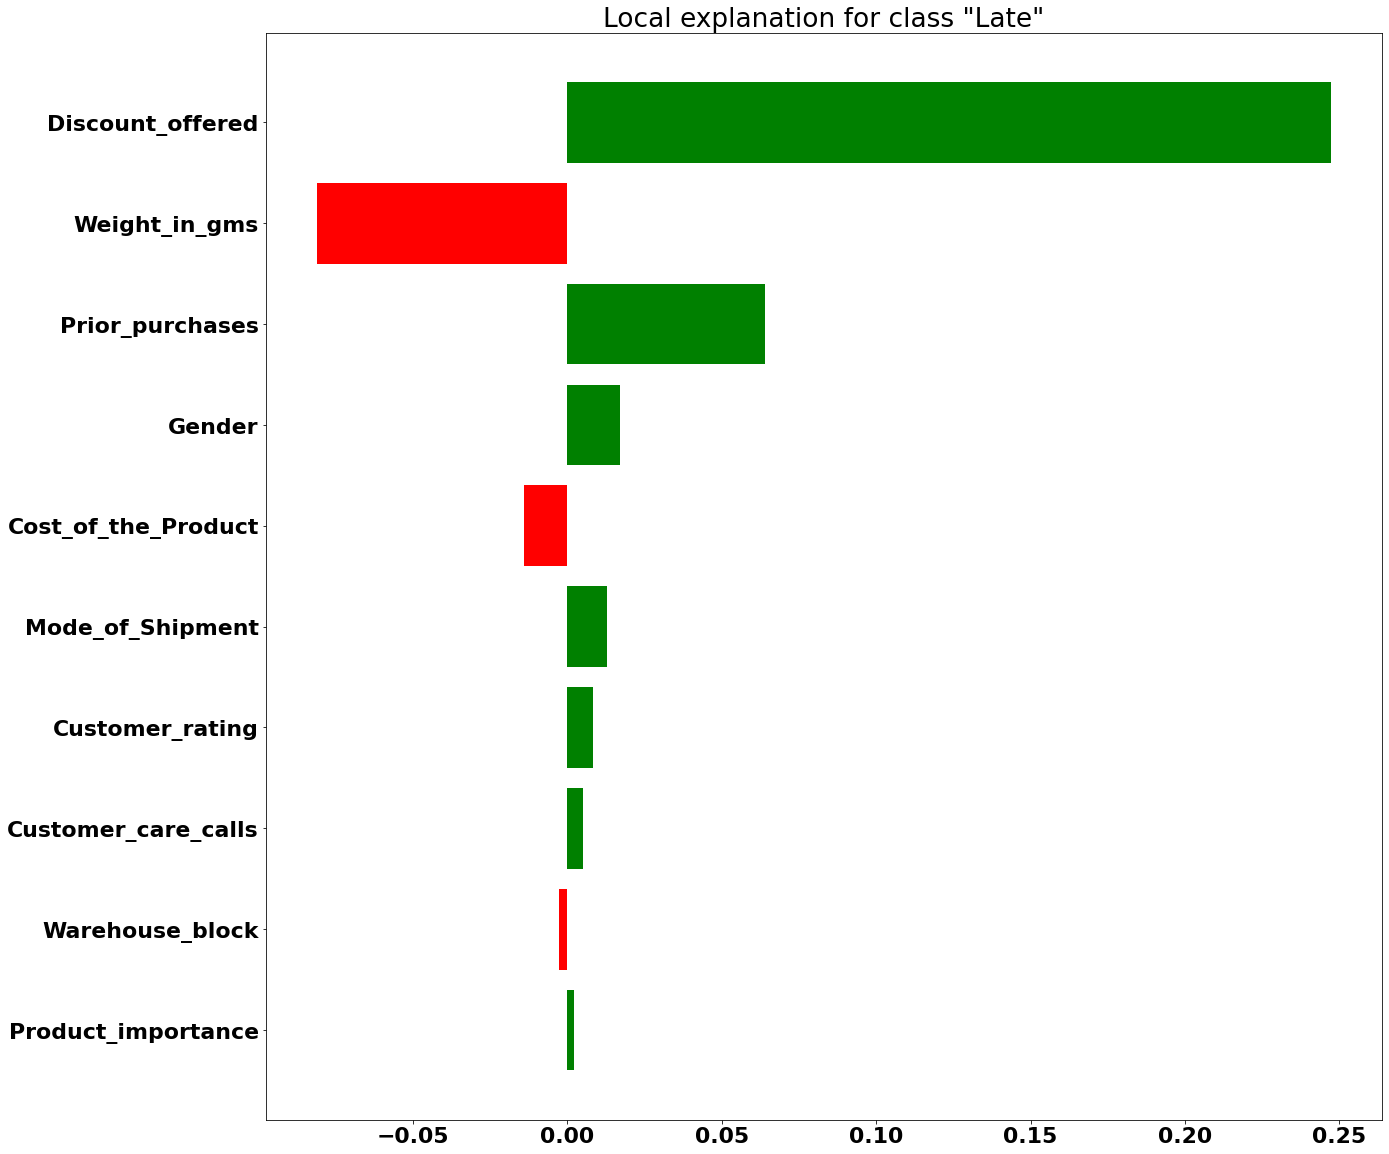 Local explanation for class "Late"
Discount_offered
Weight_in_gms
Prior_purchases
Gender
Cost_of_the_Product
Mode_of_Shipment
Customer_rating
Customer_care_calls
Warehouse_block
Product_importance
−0.05 0.00 0.05 0.10 0.15 0.20 0.25